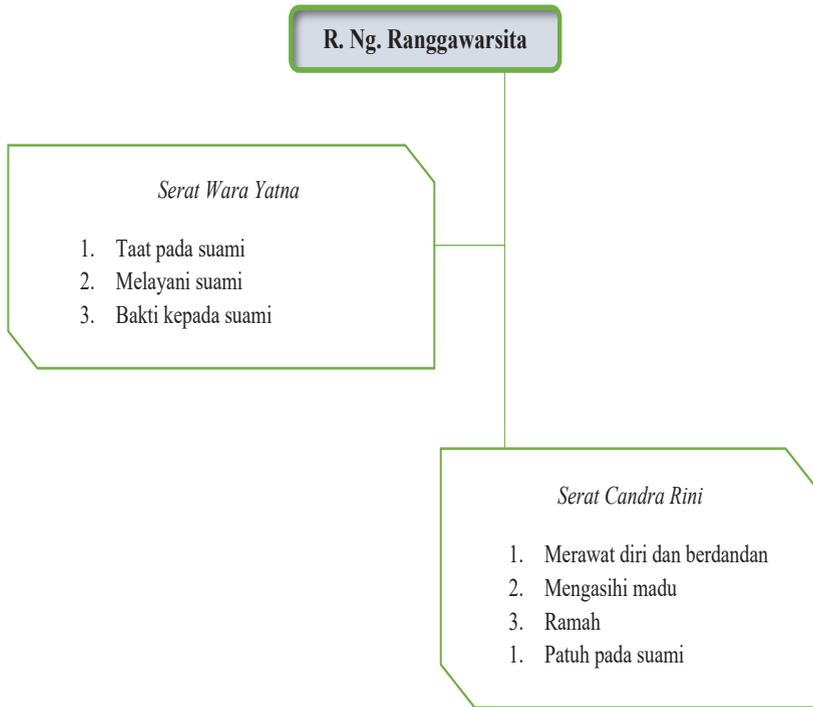 R. Ng. Ranggawarsita
Serat Wara Yatna
1. Taat pada suami
2. Melayani suami
3. Bakti kepada suami
Serat Candra Rini
1. Merawat diri dan berdandan
2. Mengasihi madu
3. Ramah
1. Patuh pada suami